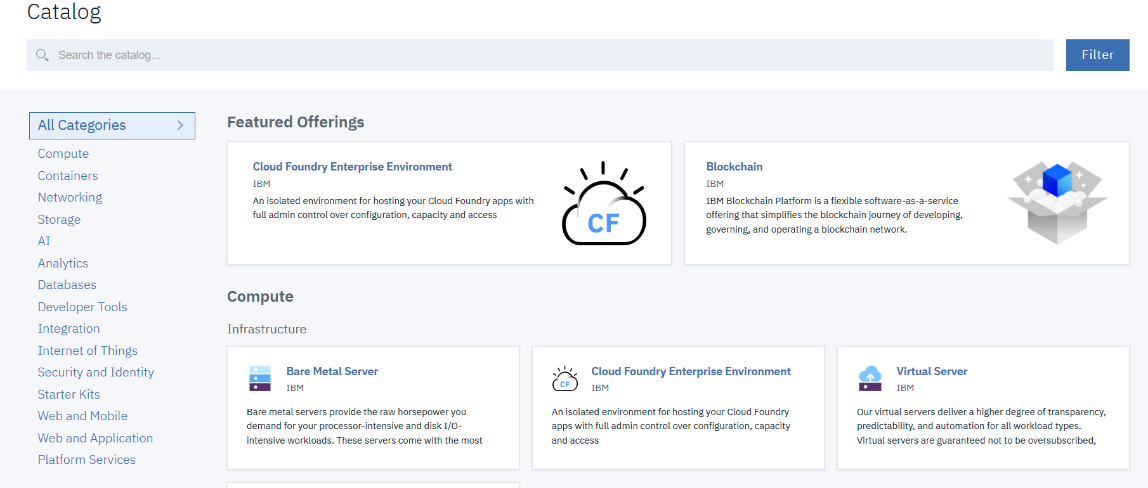 Catalog
Search the catalog...
Filter
All Categories
Compute
Containers
Networking
Storage
AI
Analytics
Databases
Developer Tools
Integration
Internet of Things
Security and Identity
Starter Kits
Web and Mobile
Web and Application
Platform Services
Featured Offerings
Cloud Foundry Enterprise Environment
IBM
An isolated environment for hosting your Cloud Foundry apps with
full admin control over configuration, capacity and access
CF
Blockchain
IBM
IBM Blockchain Platform is a flexible software-as-a-service
offering that simplifies the blockchain journey of developing,
governing, and operating a blockchain network.
Compute
Infrastructure
Bare Metal Server
IBM
Bare metal servers provide the raw horsepower you
demand for your processor-intensive and disk I/O-
intensive workloads. These servers come with the most
CF
Cloud Foundry Enterprise Environment
IBM
An isolated environment for hosting your Cloud Foundry
apps with full admin control over configuration, capacity
and access
Virtual Server
IBM
Our virtual servers deliver a higher degree of transparency,
predictability, and automation for all workload types.
Virtual servers are guaranteed not to be oversubscribed,